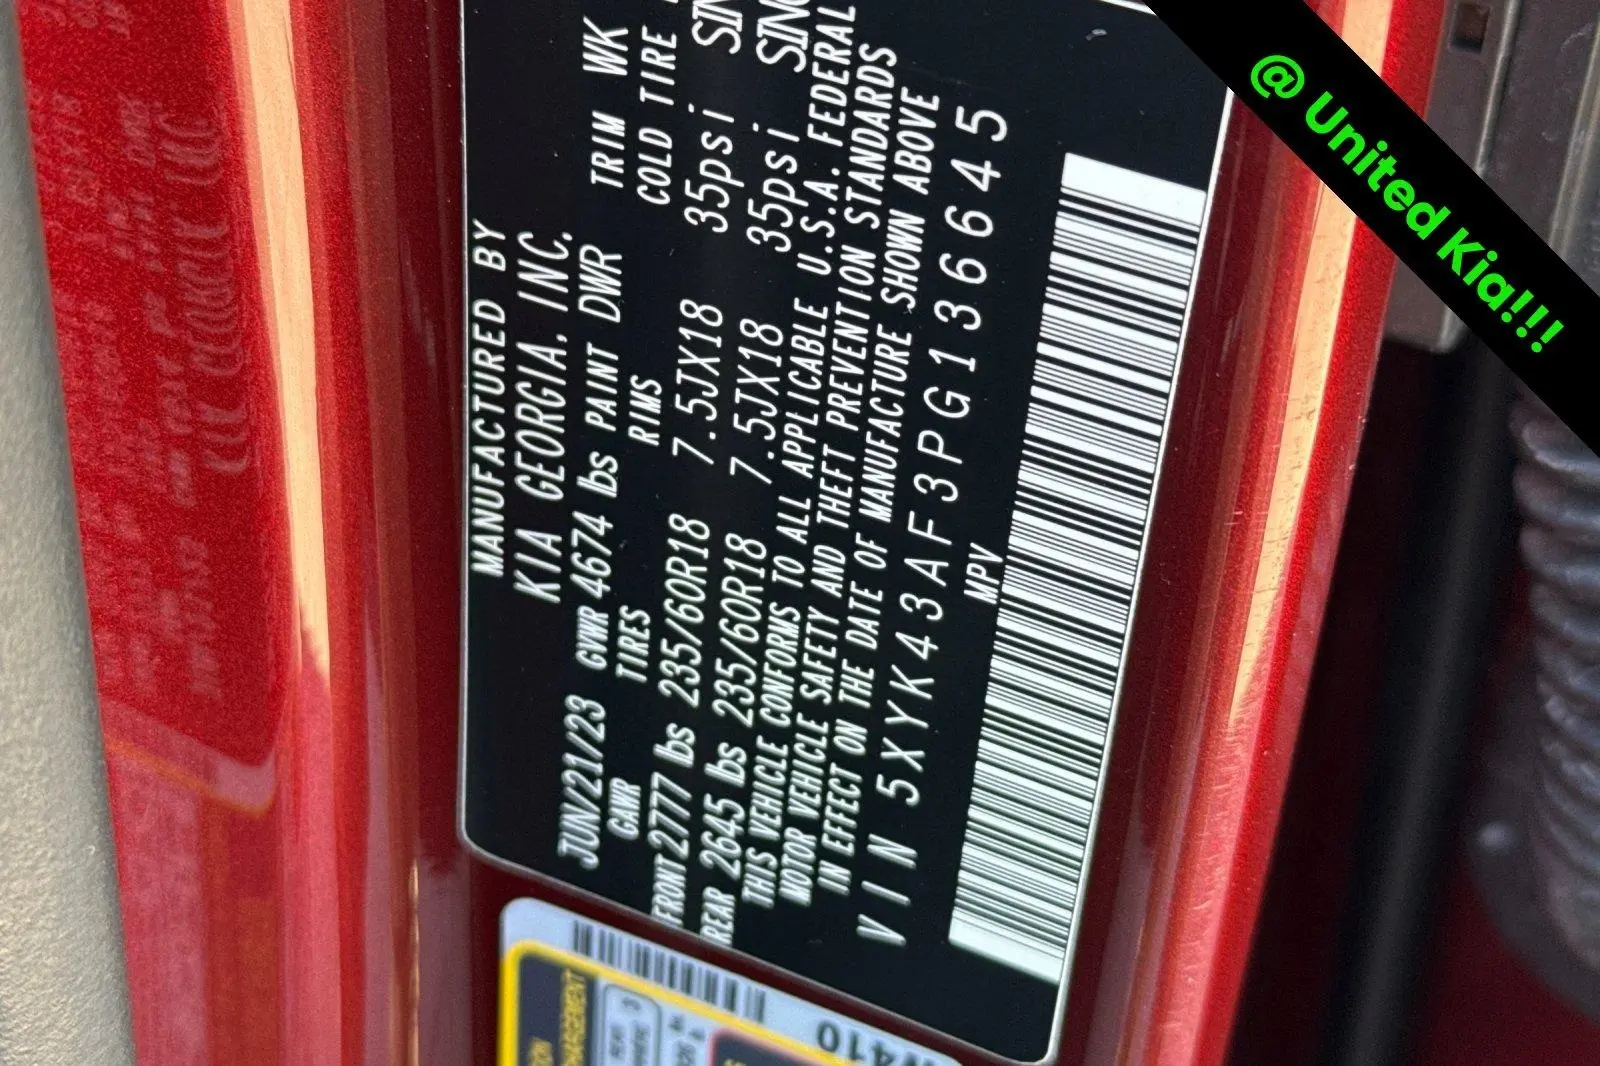 MANUFACTURED BY
KIA GEORGIA, INC.
JUN/21/23 GVWR 4674 lbs PAINT DWR TRIM WK
GAWR TIRES RIMS COLD TIRE
FRONT 2777 lbs 235/60R18 7.5JX18 35psi
REAR 2645 lbs 235/60R18 7.5JX18 35psi
THIS VEHICLE CONFORMS TO ALL APPLICABLE U.S.A. FEDERAL
MOTOR VEHICLE SAFETY AND THEFT PREVENTION STANDARDS
IN EFFECT ON THE DATE OF MANUFACTURE SHOWN ABOVE
VIN 5XYK43AF3PG136645
MPV
@ United Kia!!!